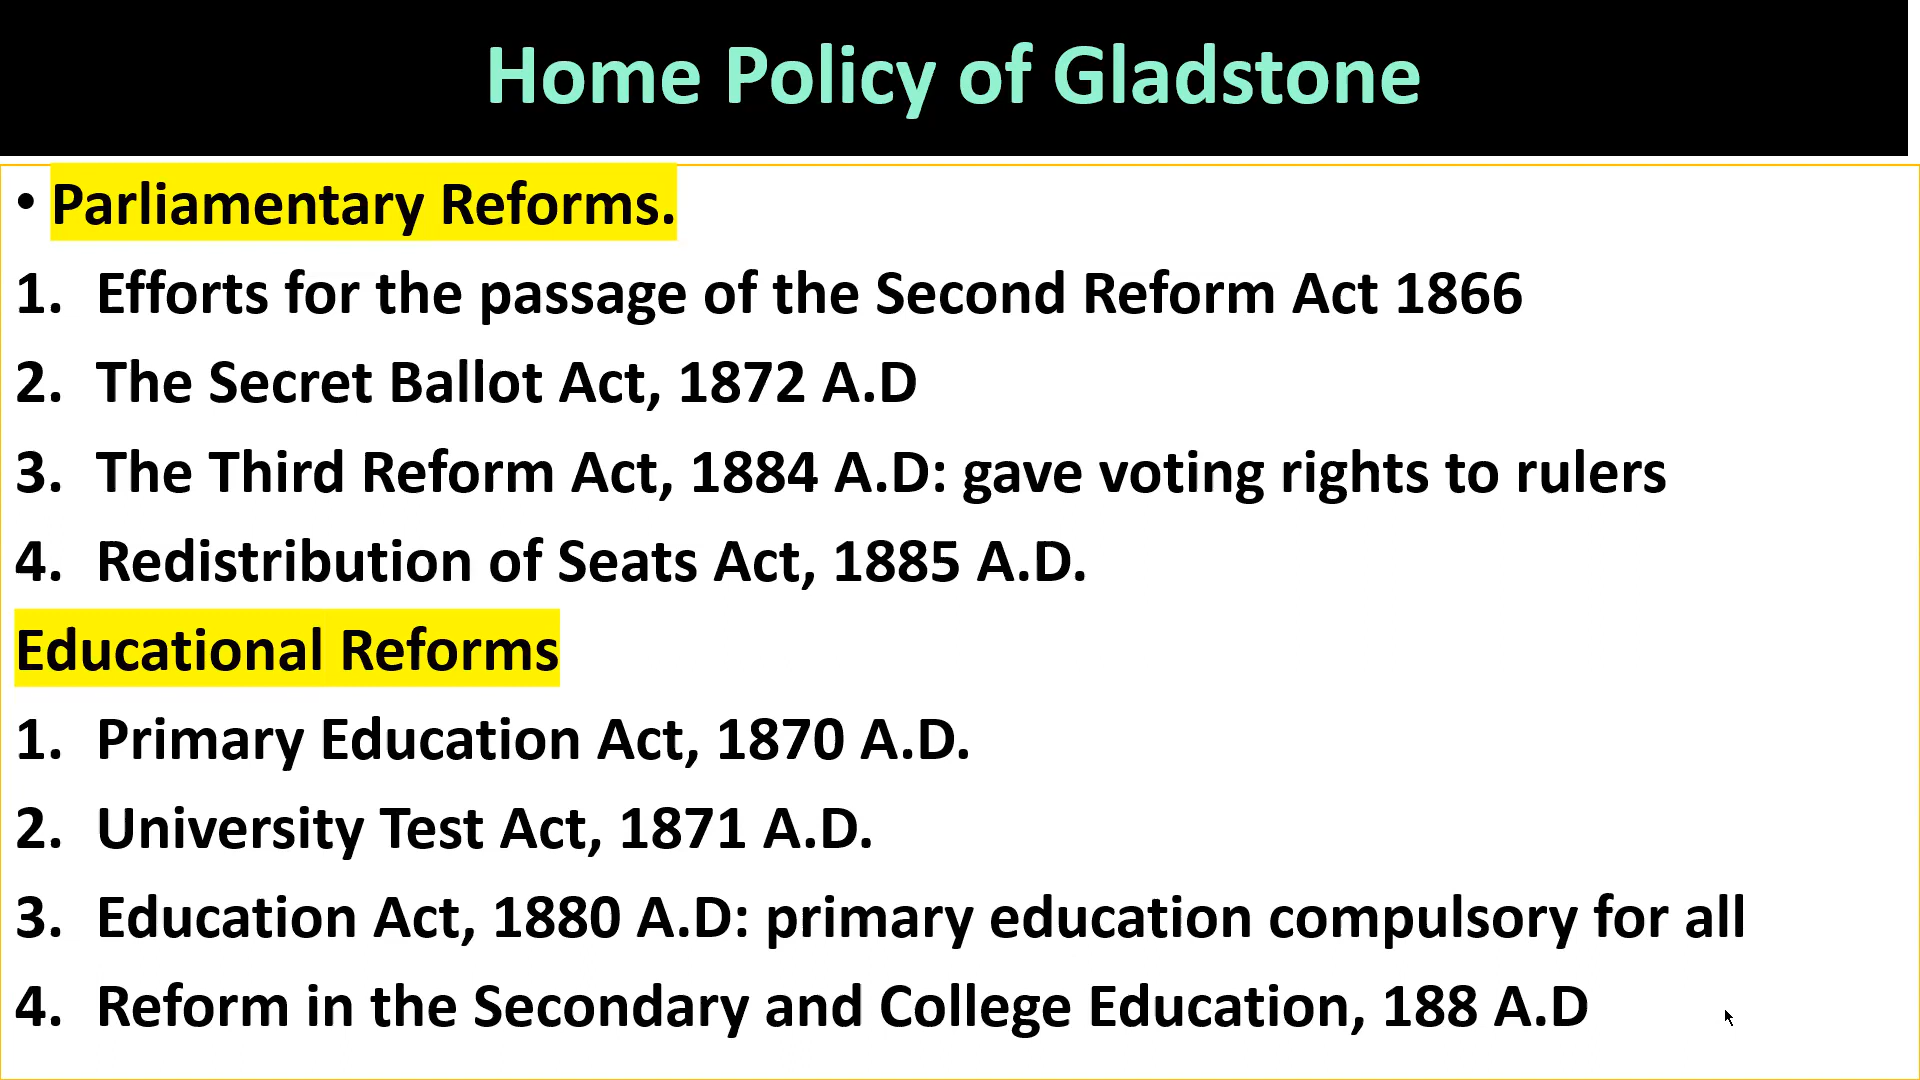 Home Policy of Gladstone
• Parliamentary Reforms.
1. Efforts for the passage of the Second Reform Act 1866
2. The Secret Ballot Act, 1872 A.D
3. The Third Reform Act, 1884 A.D: gave voting rights to rulers
4. Redistribution of Seats Act, 1885 A.D.
Educational Reforms
1. Primary Education Act, 1870 A.D.
2. University Test Act, 1871 A.D.
3. Education Act, 1880 A.D: primary education compulsory for all
4. Reform in the Secondary and College Education, 188 A.D